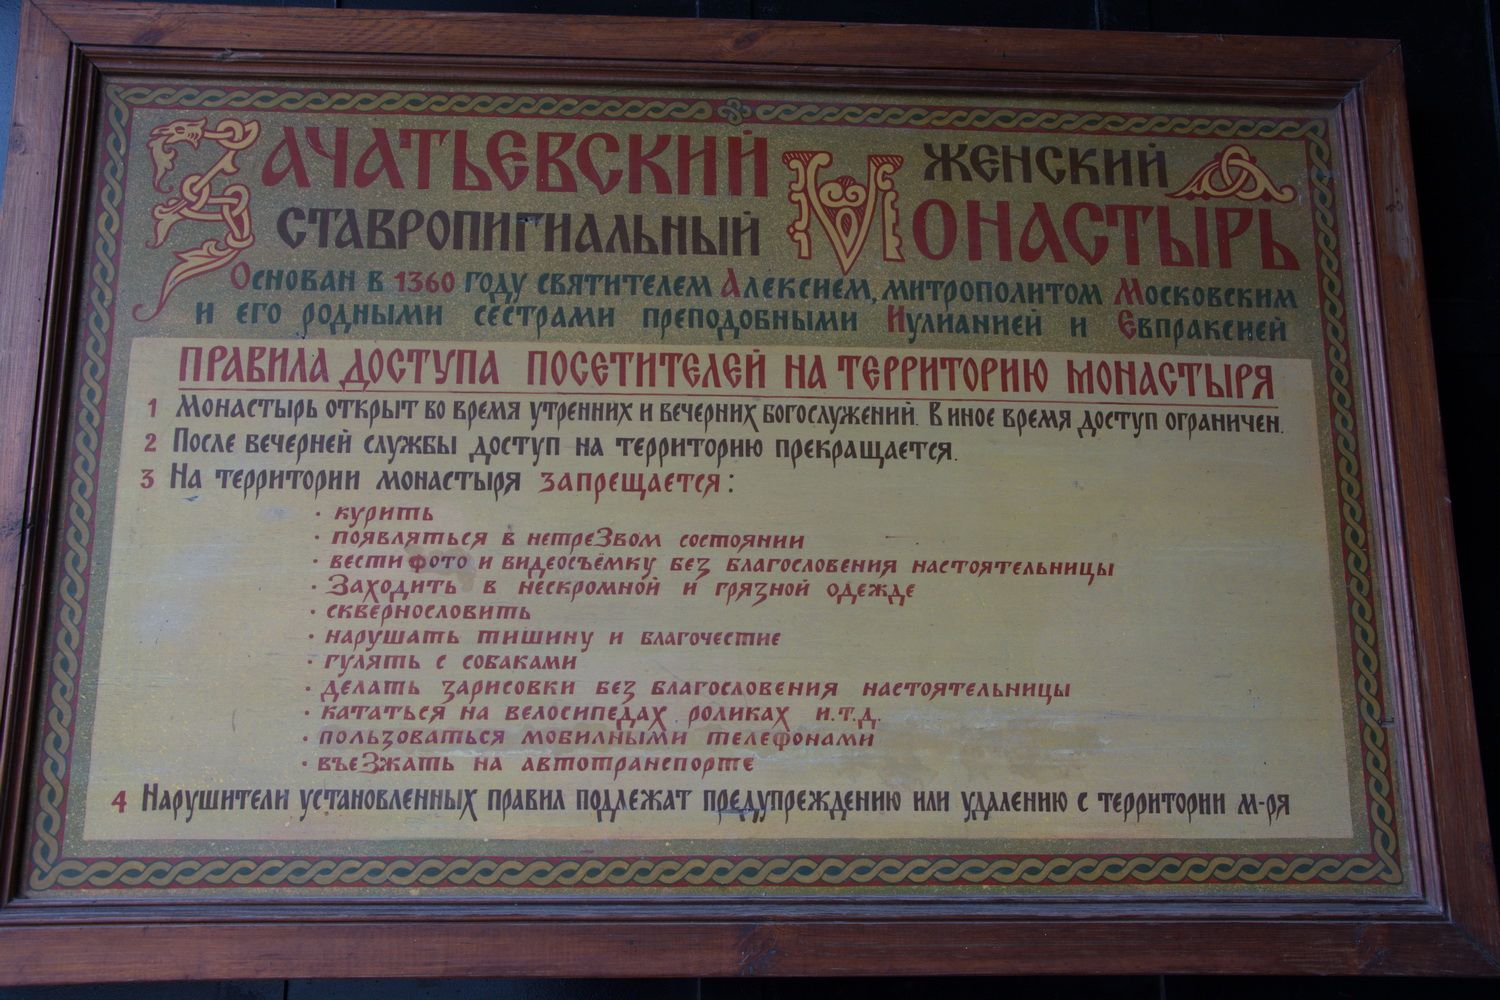 Зачатьевский женский
ставропигиальный Монастырь
Основан в 1360 году святителем Алексием, митрополитом Московским
и его родными сестрами преподобными Иулианией и Евпраксией
ПРАВИЛА ДОСТУПА ПОСЕТИТЕЛЕЙ НА ТЕРРИТОРИЮ МОНАСТЫРЯ
1 Монастырь открыт во время утренних и вечерних богослужений. В иное время доступ ограничен.
2 После вечерней службы доступ на территорию прекращается.
3 На территории монастыря запрещается:
· курить
· появляться в нетрезвом состоянии
· вести фото и видеосъёмку без благословения настоятельницы
· Заходить в нескромной и грязной одежде
· сквернословить
· нарушать тишину и благочестие
· гулять с собаками
· делать зарисовки без благословения настоятельницы
· кататься на велосипедах роликах и.т.д.
· пользоваться мобилными телефонами
· въезжать на автотранспорте
4 Нарушители установленных правил подлежат предупреждению или удалению с территории м-ря